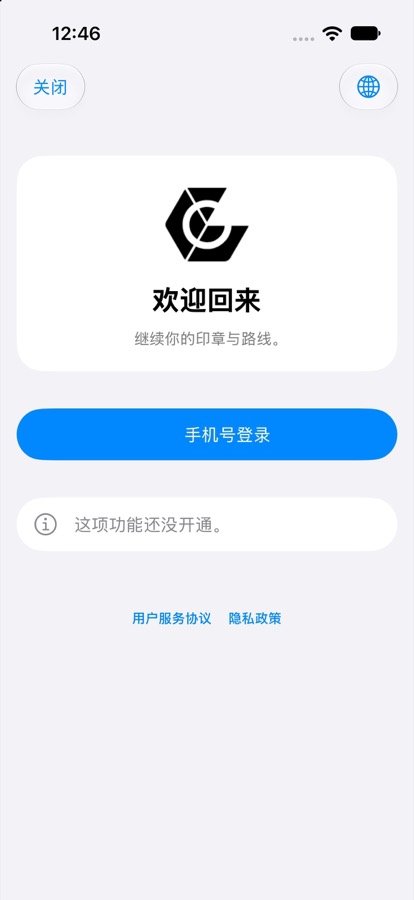 12:46
关闭
欢迎回来
继续你的印章与路线。
手机号登录
这项功能还没开通。
用户服务协议 隐私政策